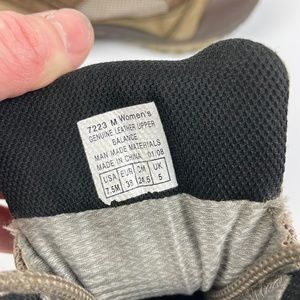 7223 M Women's
GENUINE LEATHER UPPER
BALANCE
MAN MADE MATERIALS
MADE IN CHINA 01/08
USA EUR CM UK
7.5M 38 24.5 5